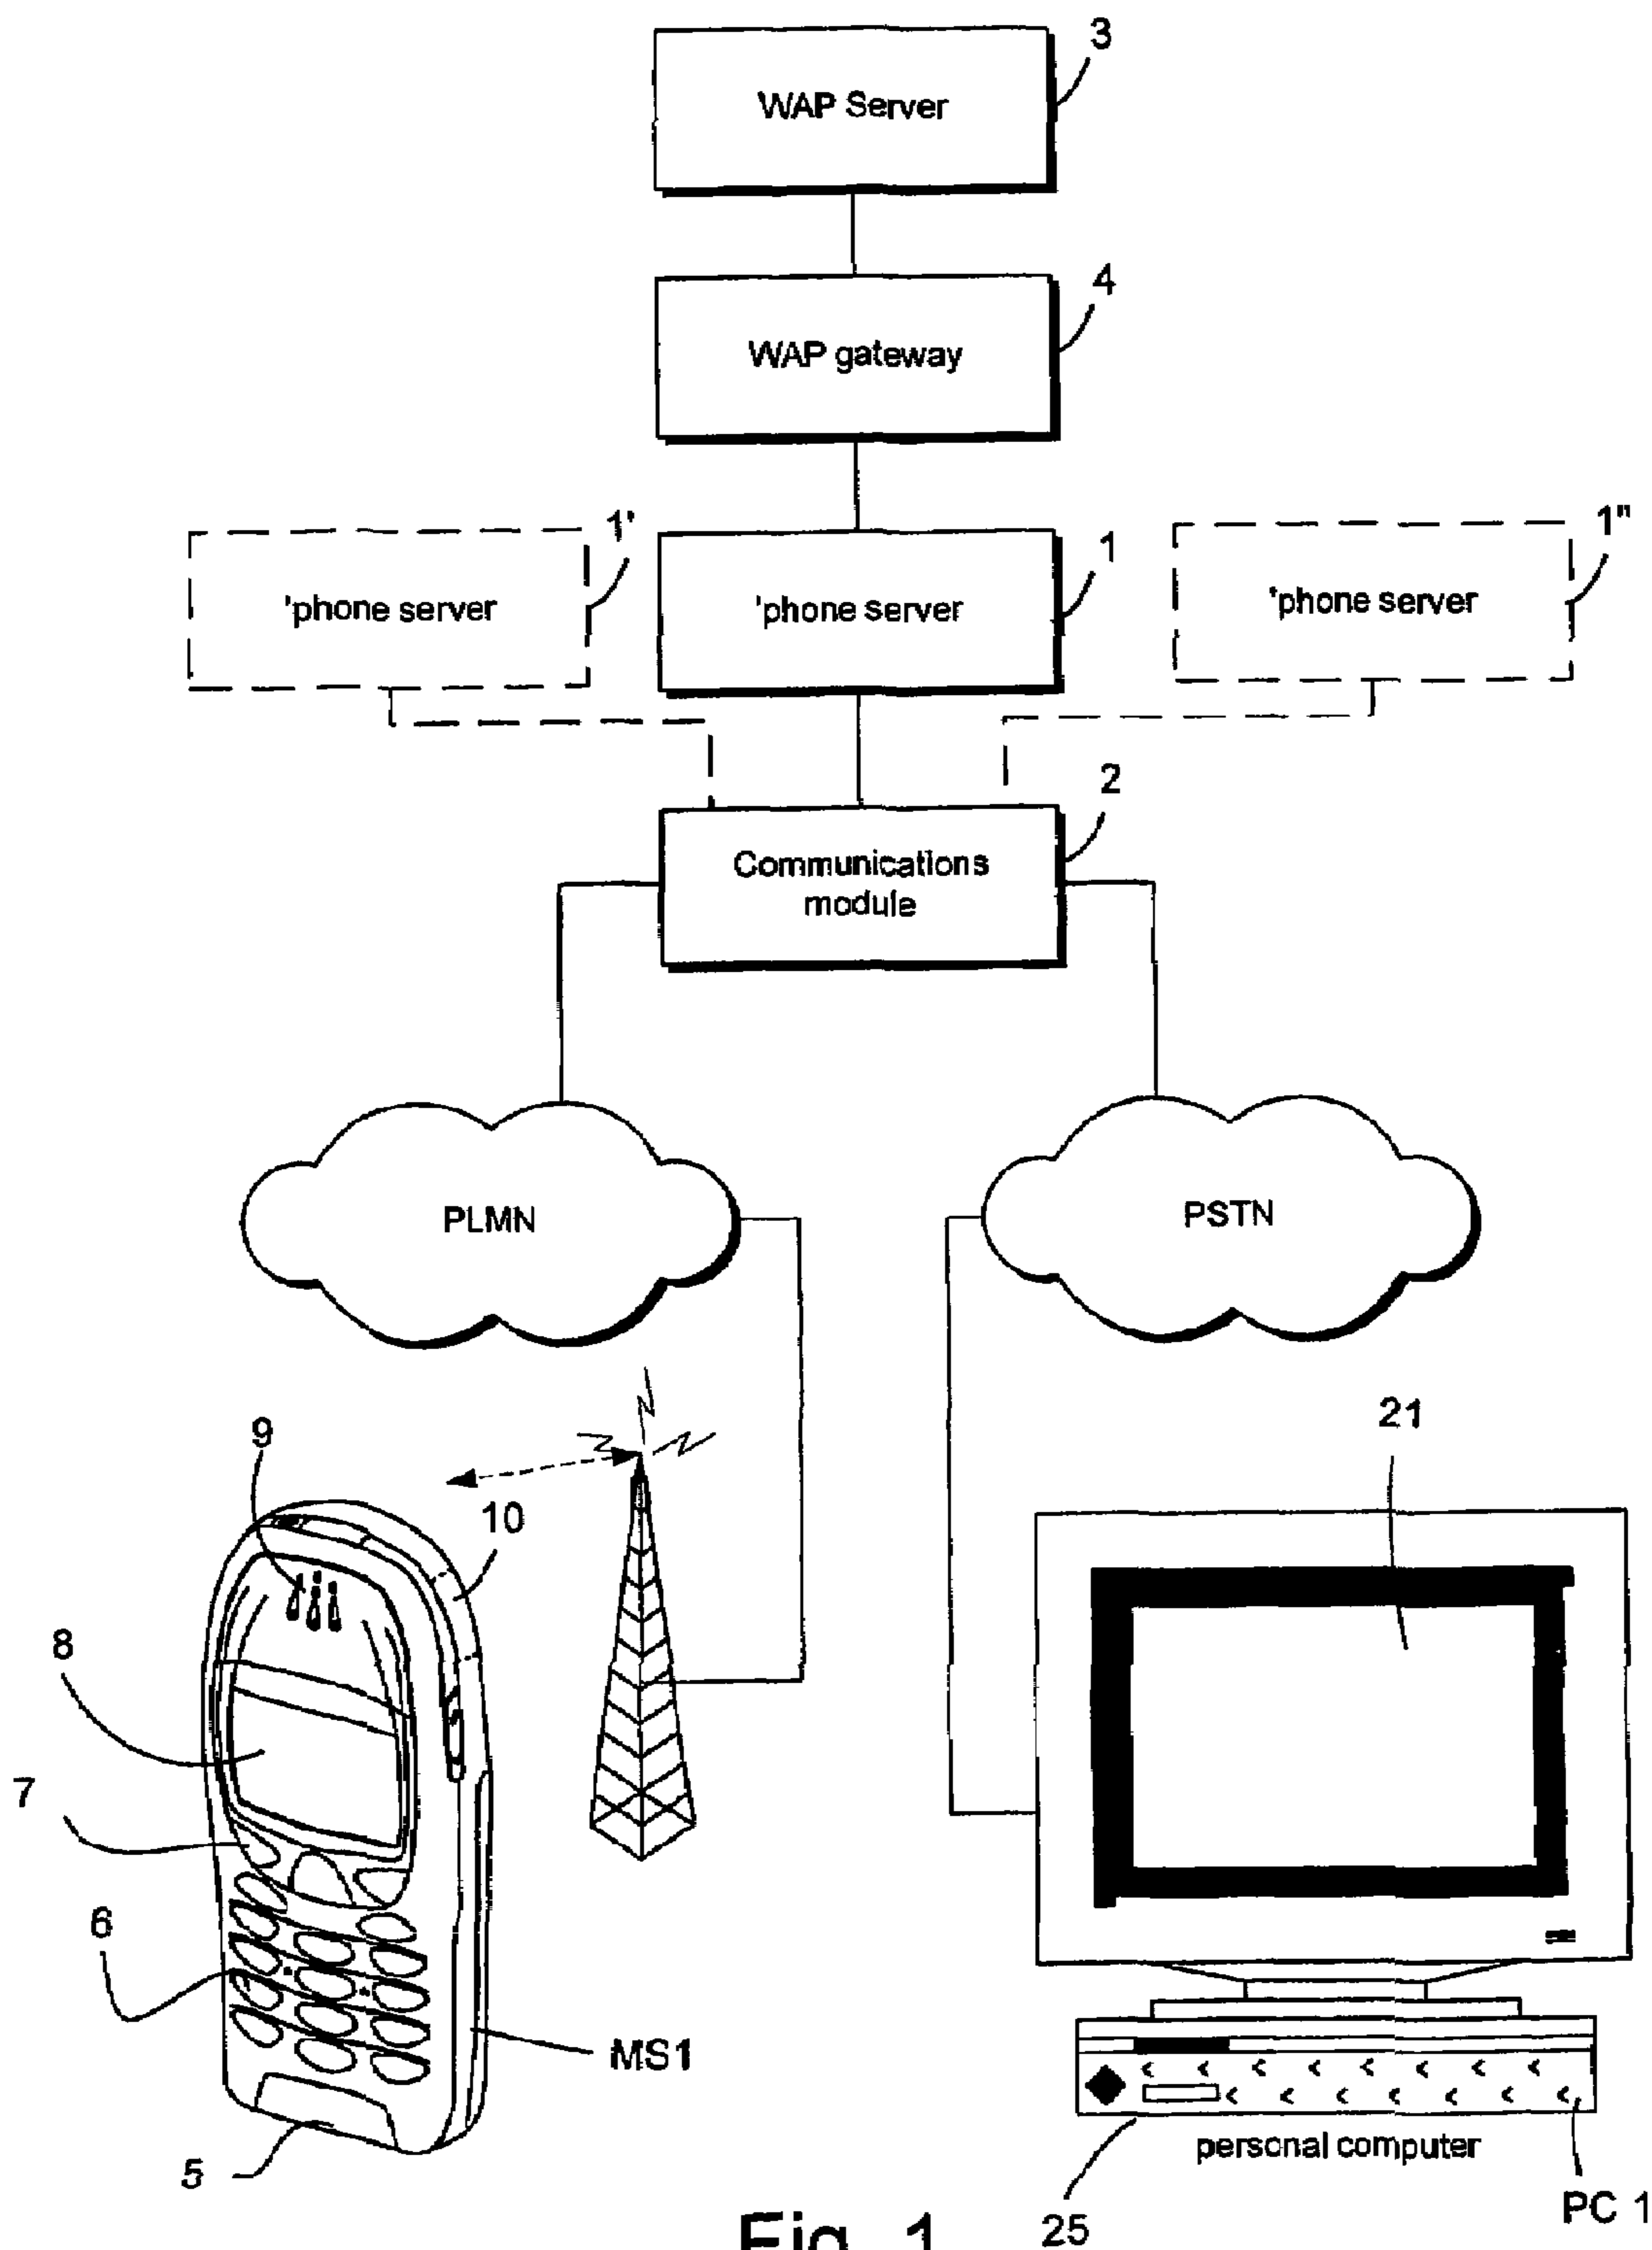 3
WAP Server
4
WAP gateway
1'
1
1"
'phone server
'phone server
'phone server
2
Communications
module
PLMN
PSTN
21
9
10
8
7
6
MS1
5
personal computer
25
PC 1
Fig. 1